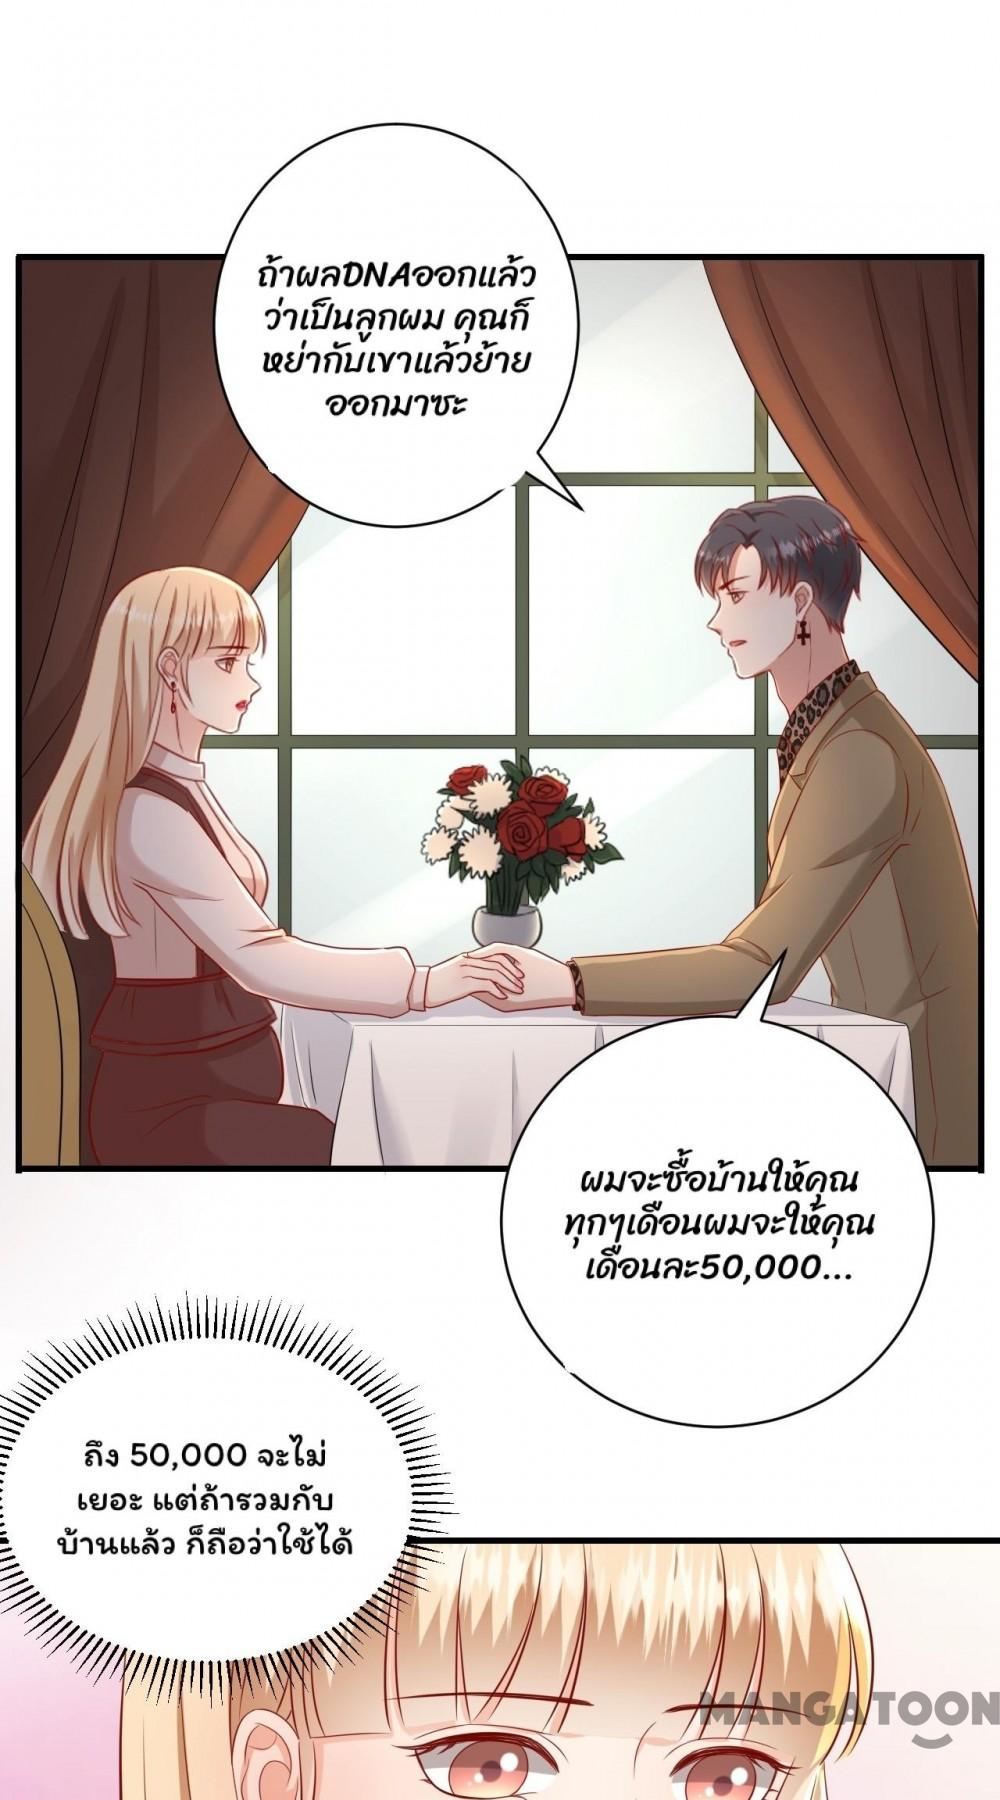 ถ้าผลDNAออกแล้ว
ว่าเป็นลูกผม คุณก็
หย่ากับเขาแล้วย้าย
ออกมาซะ
ผมจะซื้อบ้านให้คุณ
ทุกๆเดือนผมจะให้คุณ
เดือนละ50,000...
ถึง 50,000 จะไม่
เยอะ แต่ถ้ารวมกับ
บ้านแล้ว ก็ถือว่าใช้ได้
MANGATOON